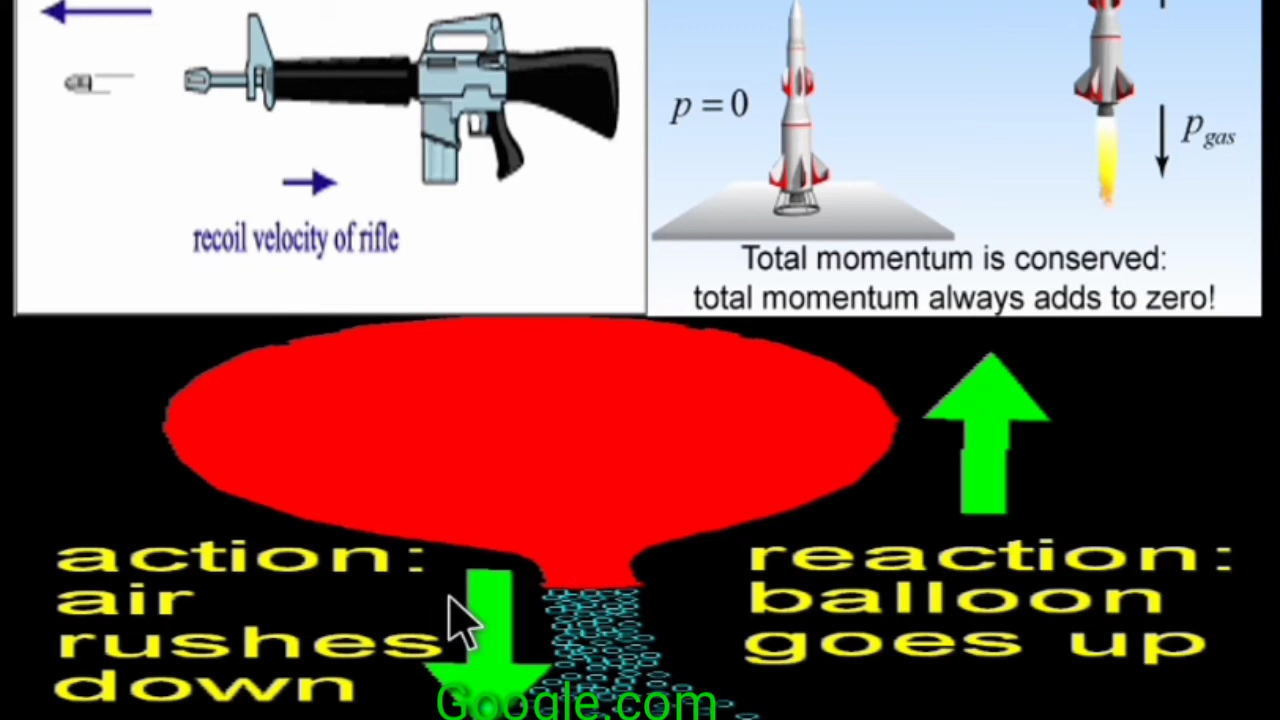 recoil velocity of rifle
p = 0
p gas
Total momentum is conserved:
total momentum always adds to zero!
action:
air
rushes
down
reaction:
balloon
goes up
Google.com